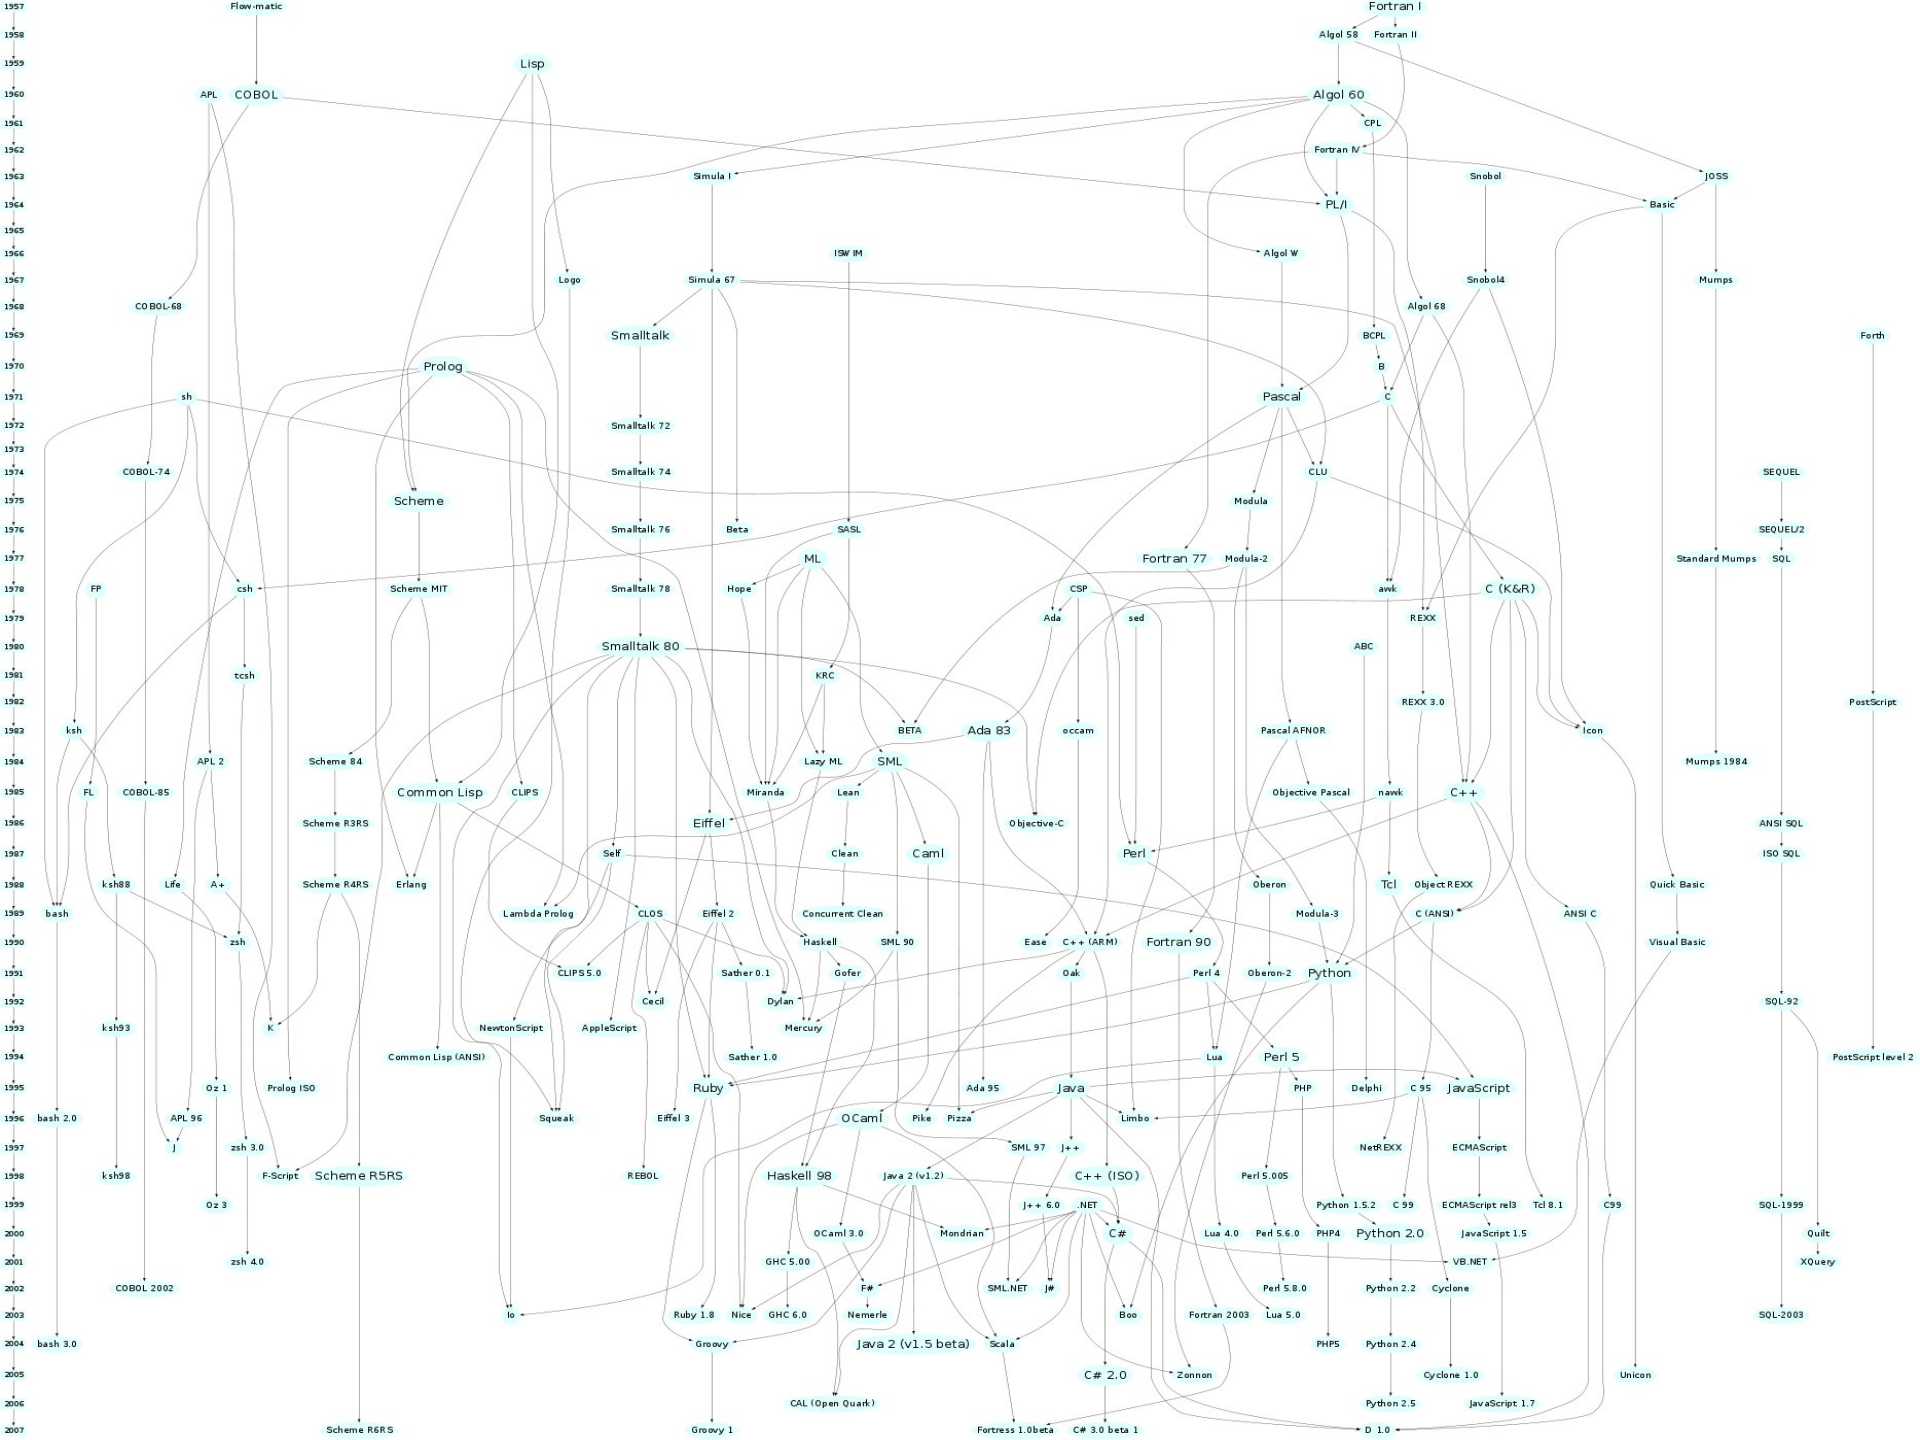 1957 Flow-matic Fortran I
1958 Algol 58 Fortran II
1959 Lisp
1960 APL COBOL Algol 60
1961 CPL
1962 Fortran IV
1963 Simula I Snobol JOSS
1964 PL/I Basic
1965
1966 ISWIM Algol W
1967 Simula 67 Logo Snobol4 Mumps
1968 COBOL-68 Algol 68
1969 Smalltalk BCPL Forth
1970 Prolog B
1971 sh Pascal C
1972 Smalltalk 72
1973
1974 COBOL-74 Smalltalk 74 CLU SEQUEL
1975 Scheme Modula
1976 Smalltalk 76 Beta SASL SEQUEL/2
1977 ML Fortran 77 Modula-2 Standard Mumps SQL
1978 FP csh Scheme MIT Smalltalk 78 Hope CSP awk C (K&R)
1979 Ada sed REXX
1980 Smalltalk 80 ABC
1981 tcsh KRC
1982 REXX 3.0 PostScript
1983 ksh BETA Ada 83 occam Pascal AFNOR Icon
1984 APL 2 Scheme 84 Lazy ML SML Mumps 1984
1985 FL COBOL-85 Common Lisp CLIPS Miranda Lean Objective Pascal nawk C++
1986 Scheme R3RS Eiffel Objective-C ANSI SQL
1987 Self Clean Caml Perl ISO SQL
1988 ksh88 Life A+ Scheme R4RS Erlang Oberon Tcl Object REXX Quick Basic
1989 bash Lambda Prolog CLOS Eiffel 2 Concurrent Clean Modula-3 C (ANSI) ANSI C
1990 zsh Haskell SML 90 Ease C++ (ARM) Fortran 90 Visual Basic
1991 CLIPS 5.0 Sather 0.1 Gofer Oak Perl 4 Oberon-2 Python
1992 Cecil Dylan SQL-92
1993 ksh93 K NewtonScript AppleScript Mercury
1994 Common Lisp (ANSI) Sather 1.0 Lua Perl 5 PostScript level 2
1995 Oz 1 Prolog ISO Ruby Ada 95 Java PHP Delphi C 95 JavaScript
1996 bash 2.0 APL 96 Squeak Eiffel 3 OCaml Pike Pizza Limbo
1997 J zsh 3.0 SML 97 J++ NetREXX ECMAScript
1998 ksh98 F-Script Scheme R5RS REBOL Haskell 98 Java 2 (v1.2) C++ (ISO) Perl 5.005
1999 Oz 3 J++ 6.0 .NET Python 1.5.2 C 99 ECMAScript rel3 Tcl 8.1 C99 SQL-1999
2000 OCaml 3.0 Mondrian C# Lua 4.0 Perl 5.6.0 PHP4 Python 2.0 JavaScript 1.5 Quilt
2001 zsh 4.0 GHC 5.00 VB.NET XQuery
2002 COBOL 2002 F# SML.NET J# Perl 5.8.0 Python 2.2 Cyclone
2003 Io Ruby 1.8 Nice GHC 6.0 Nemerle Boo Fortran 2003 Lua 5.0 SQL-2003
2004 bash 3.0 Groovy Java 2 (v1.5 beta) Scala PHP5 Python 2.4
2005 C# 2.0 Zonnon Cyclone 1.0 Unicon
2006 CAL (Open Quark) Python 2.5 JavaScript 1.7
2007 Scheme R6RS Groovy 1 Fortress 1.0beta C# 3.0 beta 1 D 1.0